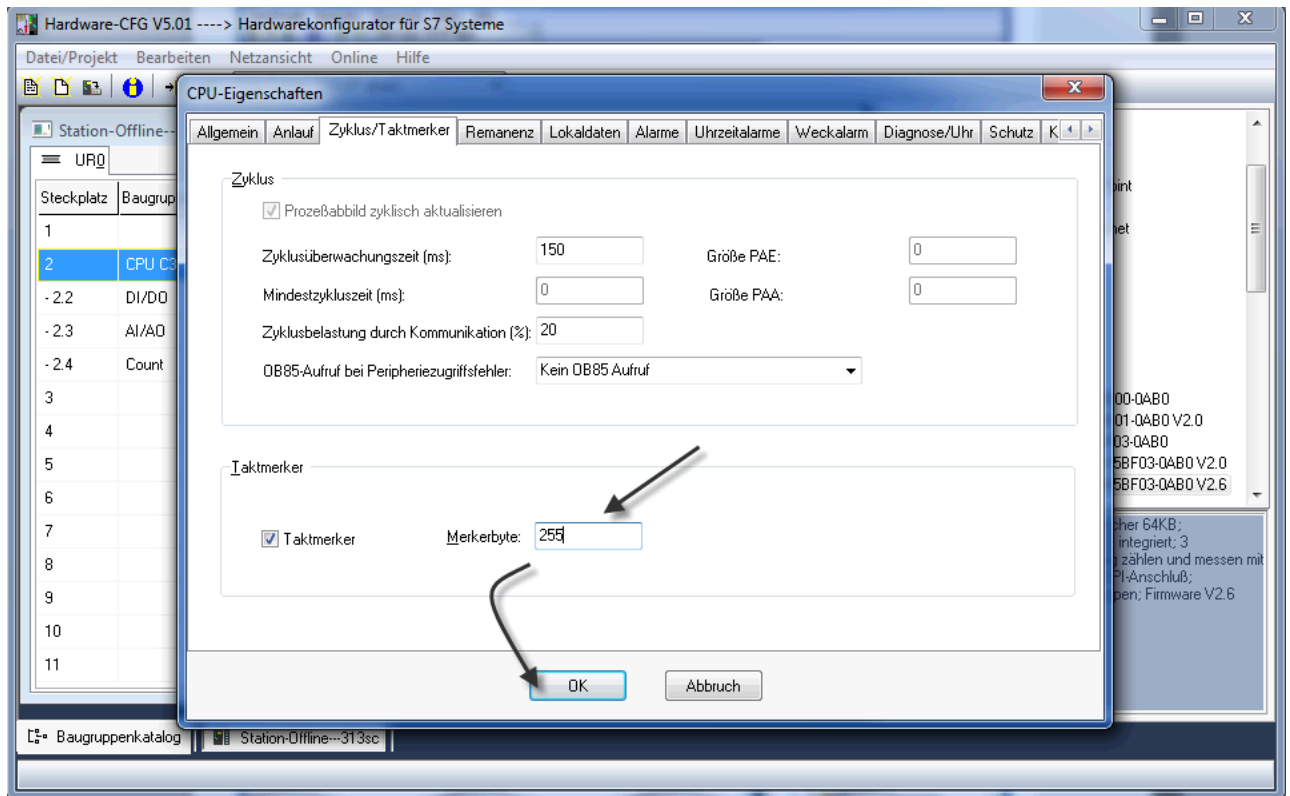 Hardware-CFG V5.01 ----> Hardwarekonfigurator für S7 Systeme
Datei/Projekt Bearbeiten Netzansicht Online Hilfe
CPU-Eigenschaften
Station-Offline--
UR0
Allgemein Anlauf Zyklus/Taktmerker Remanenz Lokaldaten Alarme Uhrzeitalarme Weckalarm Diagnose/Uhr Schutz K
Steckplatz Baugrup
1
2 CPU C3
- 2.2 DI/DO
- 2.3 AI/AO
- 2.4 Count
3
4
5
6
7
8
9
10
11
Zyklus
Prozeßabbild zyklisch aktualisieren
Zyklusüberwachungszeit (ms): 150 Größe PAE: 0
Mindestzykluszeit (ms): 0 Größe PAA: 0
Zyklusbelastung durch Kommunikation (%): 20
OB85-Aufruf bei Peripheriezugriffsfehler: Kein OB85 Aufruf
Taktmerker
Taktmerker Merkerbyte: 255
OK Abbruch
oint
net
00-0AB0
01-0AB0 V2.0
03-0AB0
5BF03-0AB0 V2.0
5BF03-0AB0 V2.6
cher 64KB;
integriert; 3
zählen und messen mit
PI-Anschluß;
pen; Firmware V2.6
Baugruppenkatalog Station-Offline---313sc